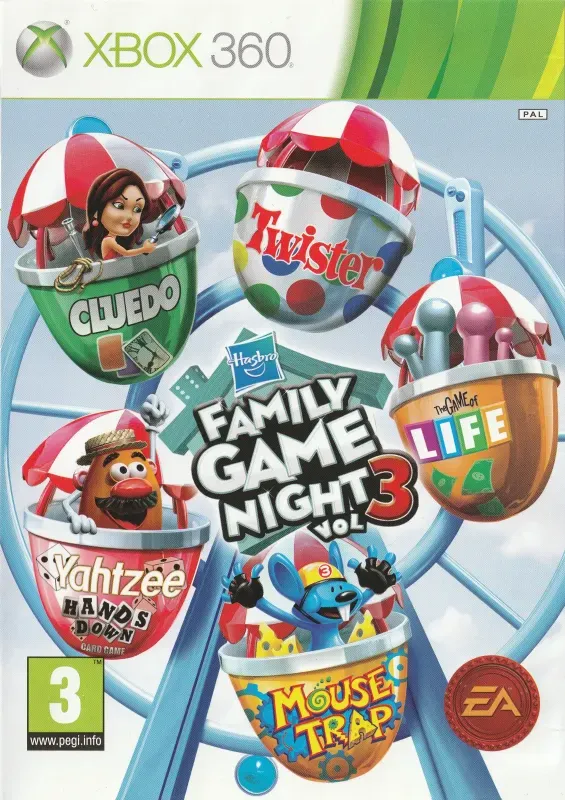 XBOX 360
PAL
CLUEDO
Twister
Hasbro
FAMILY
GAME
NIGHT 3
VOL
THE GAME OF
LIFE
Yahtzee
HANDS
DOWN
CARD GAME
3
MOUSE
TRAP
3
www.pegi.info
EA